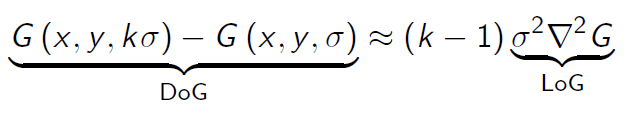 G (x, y, kσ) − G (x, y, σ) ≈ (k − 1) σ²∇²G
DoG LoG